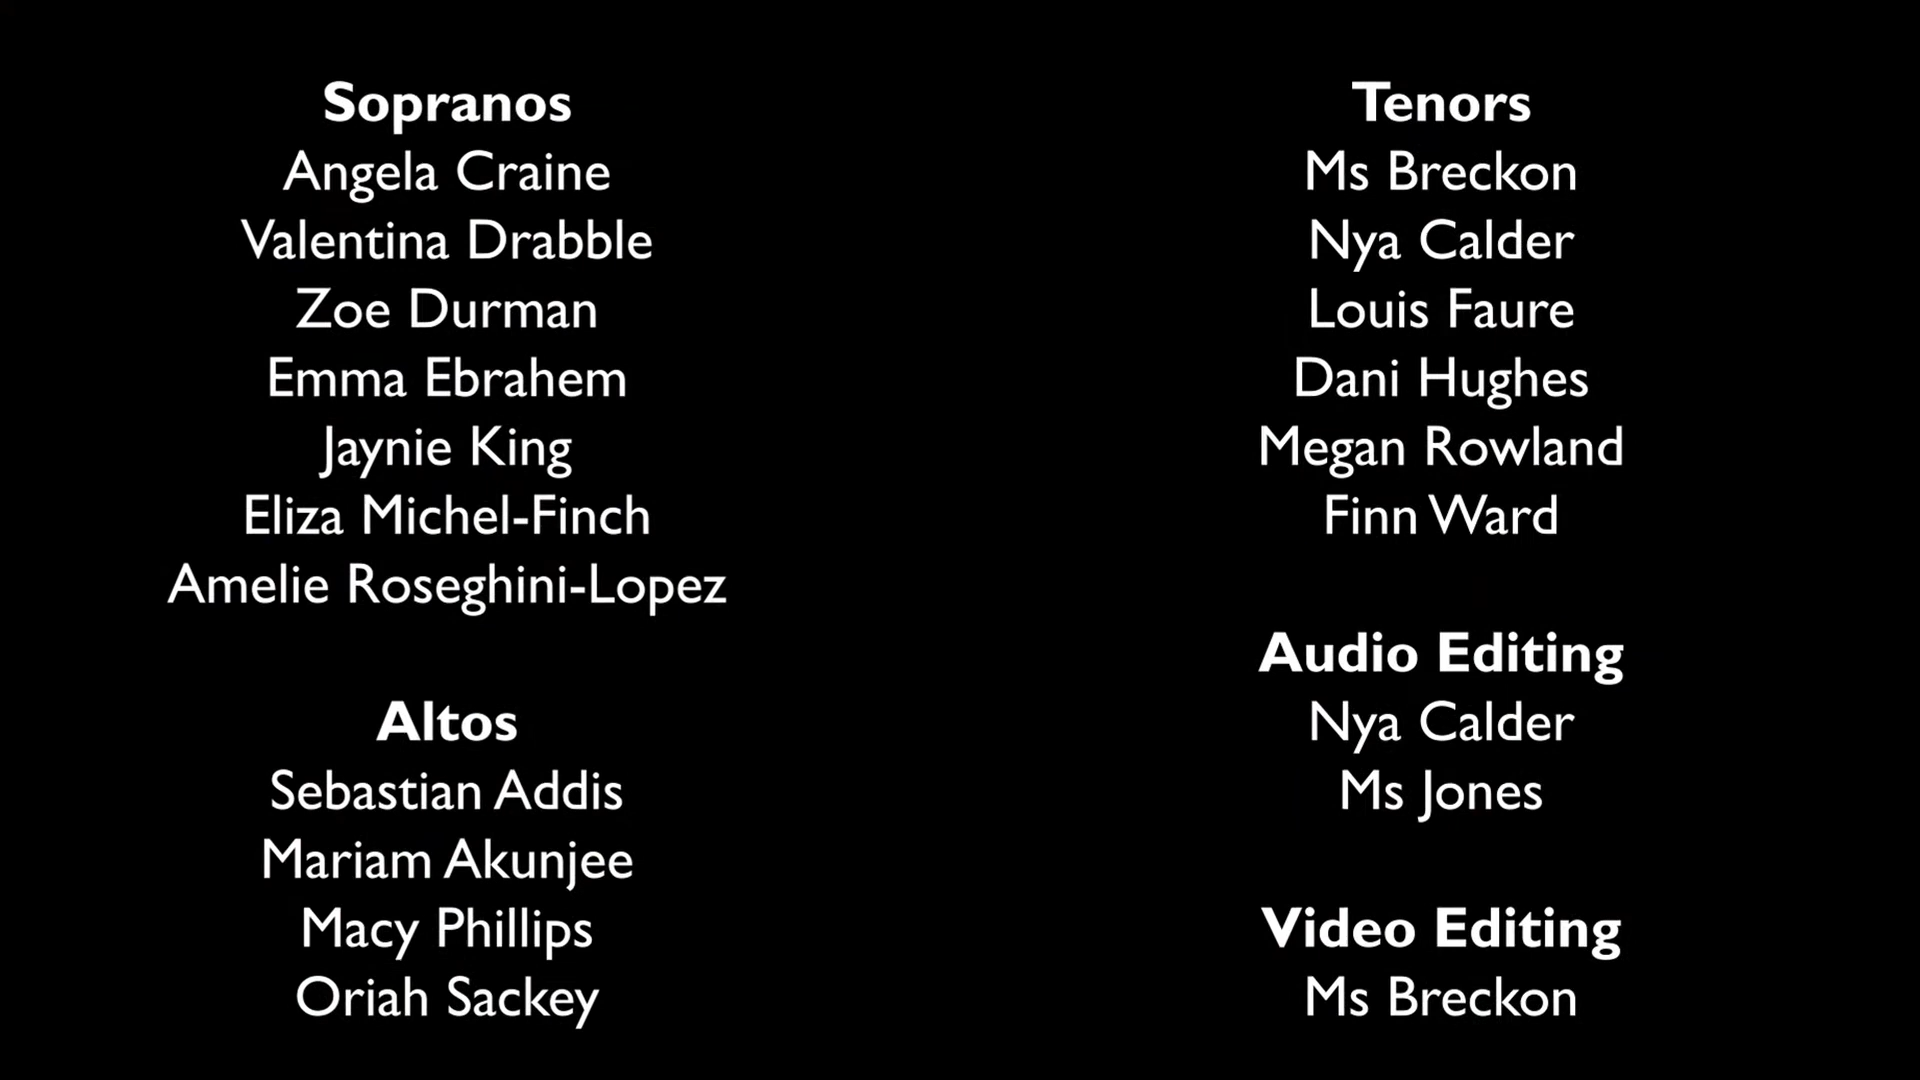 Sopranos
Angela Craine
Valentina Drabble
Zoe Durman
Emma Ebrahem
Jaynie King
Eliza Michel-Finch
Amelie Roseghini-Lopez
Altos
Sebastian Addis
Mariam Akunjee
Macy Phillips
Oriah Sackey
Tenors
Ms Breckon
Nya Calder
Louis Faure
Dani Hughes
Megan Rowland
Finn Ward
Audio Editing
Nya Calder
Ms Jones
Video Editing
Ms Breckon